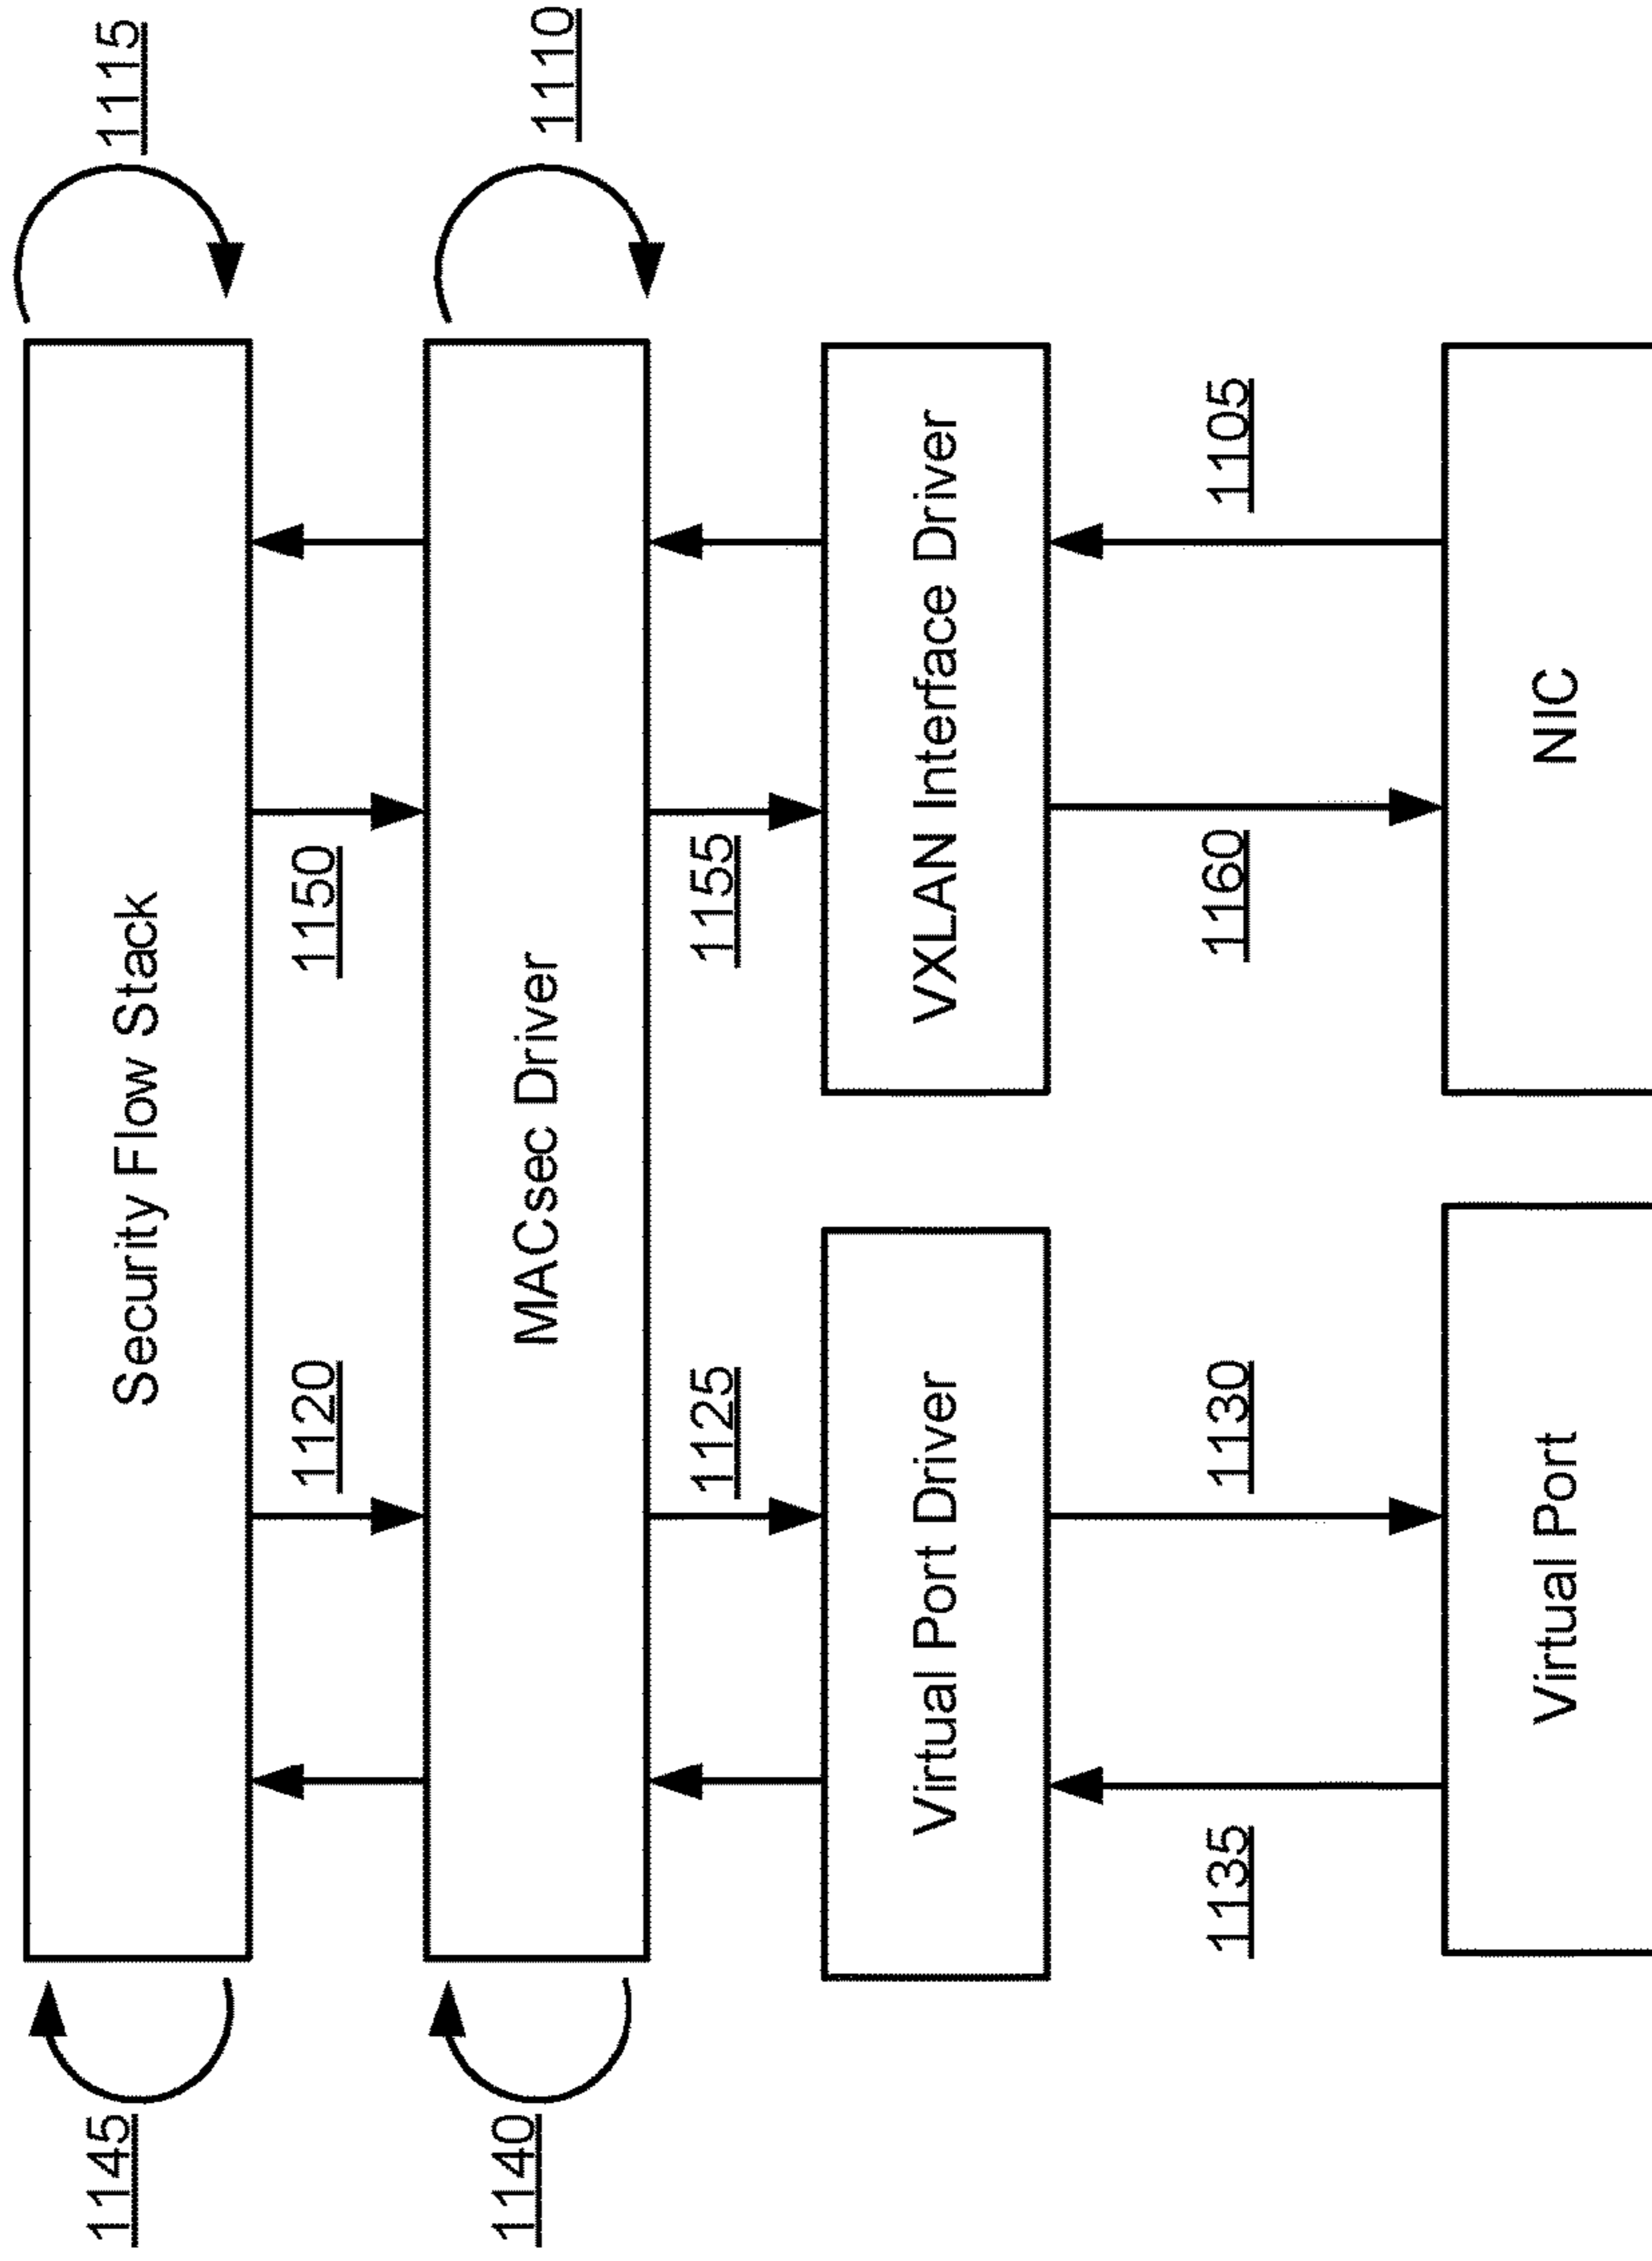 1145
Security Flow Stack
1115
1120
1150
1140
MACsec Driver
1110
1125
1155
Virtual Port Driver
VXLAN Interface Driver
1135
1130
1160
1105
Virtual Port
NIC